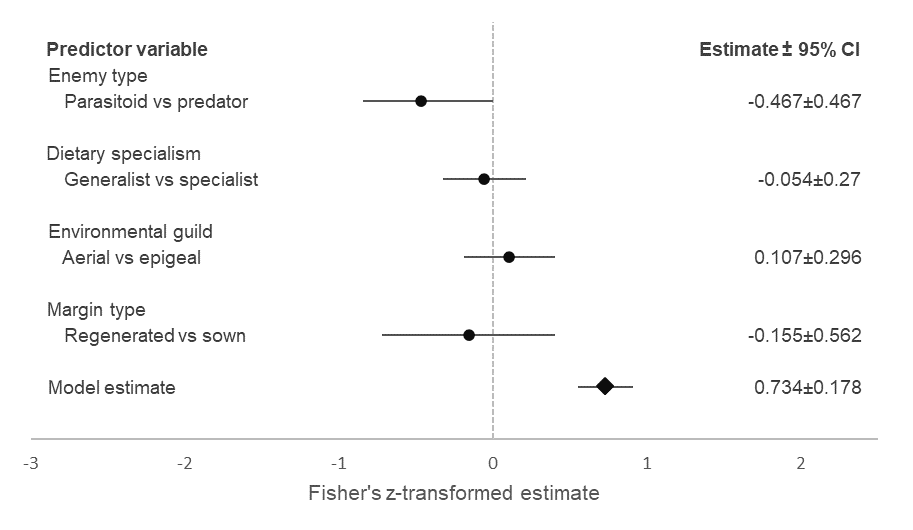 Predictor variable Estimate ± 95% CI
Enemy type
Parasitoid vs predator -0.467±0.467
Dietary specialism
Generalist vs specialist -0.054±0.27
Environmental guild
Aerial vs epigeal 0.107±0.296
Margin type
Regenerated vs sown -0.155±0.562
Model estimate 0.734±0.178
-3 -2 -1 0 1 2
Fisher's z-transformed estimate